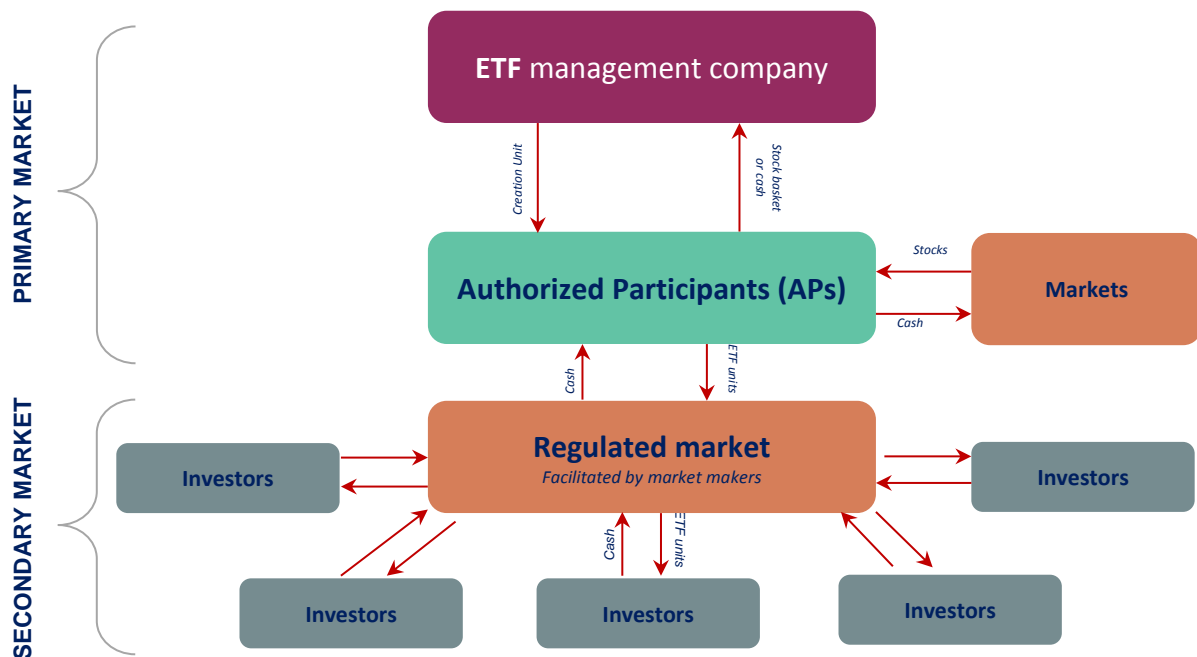 PRIMARY MARKET
ETF management company
Creation Unit
Stock basket
or cash
Authorized Participants (APs)
Stocks
Cash
Markets
Cash
ETF units
SECONDARY MARKET
Regulated market
Facilitated by market makers
Investors
Investors
Cash
ETF units
Investors
Investors
Investors